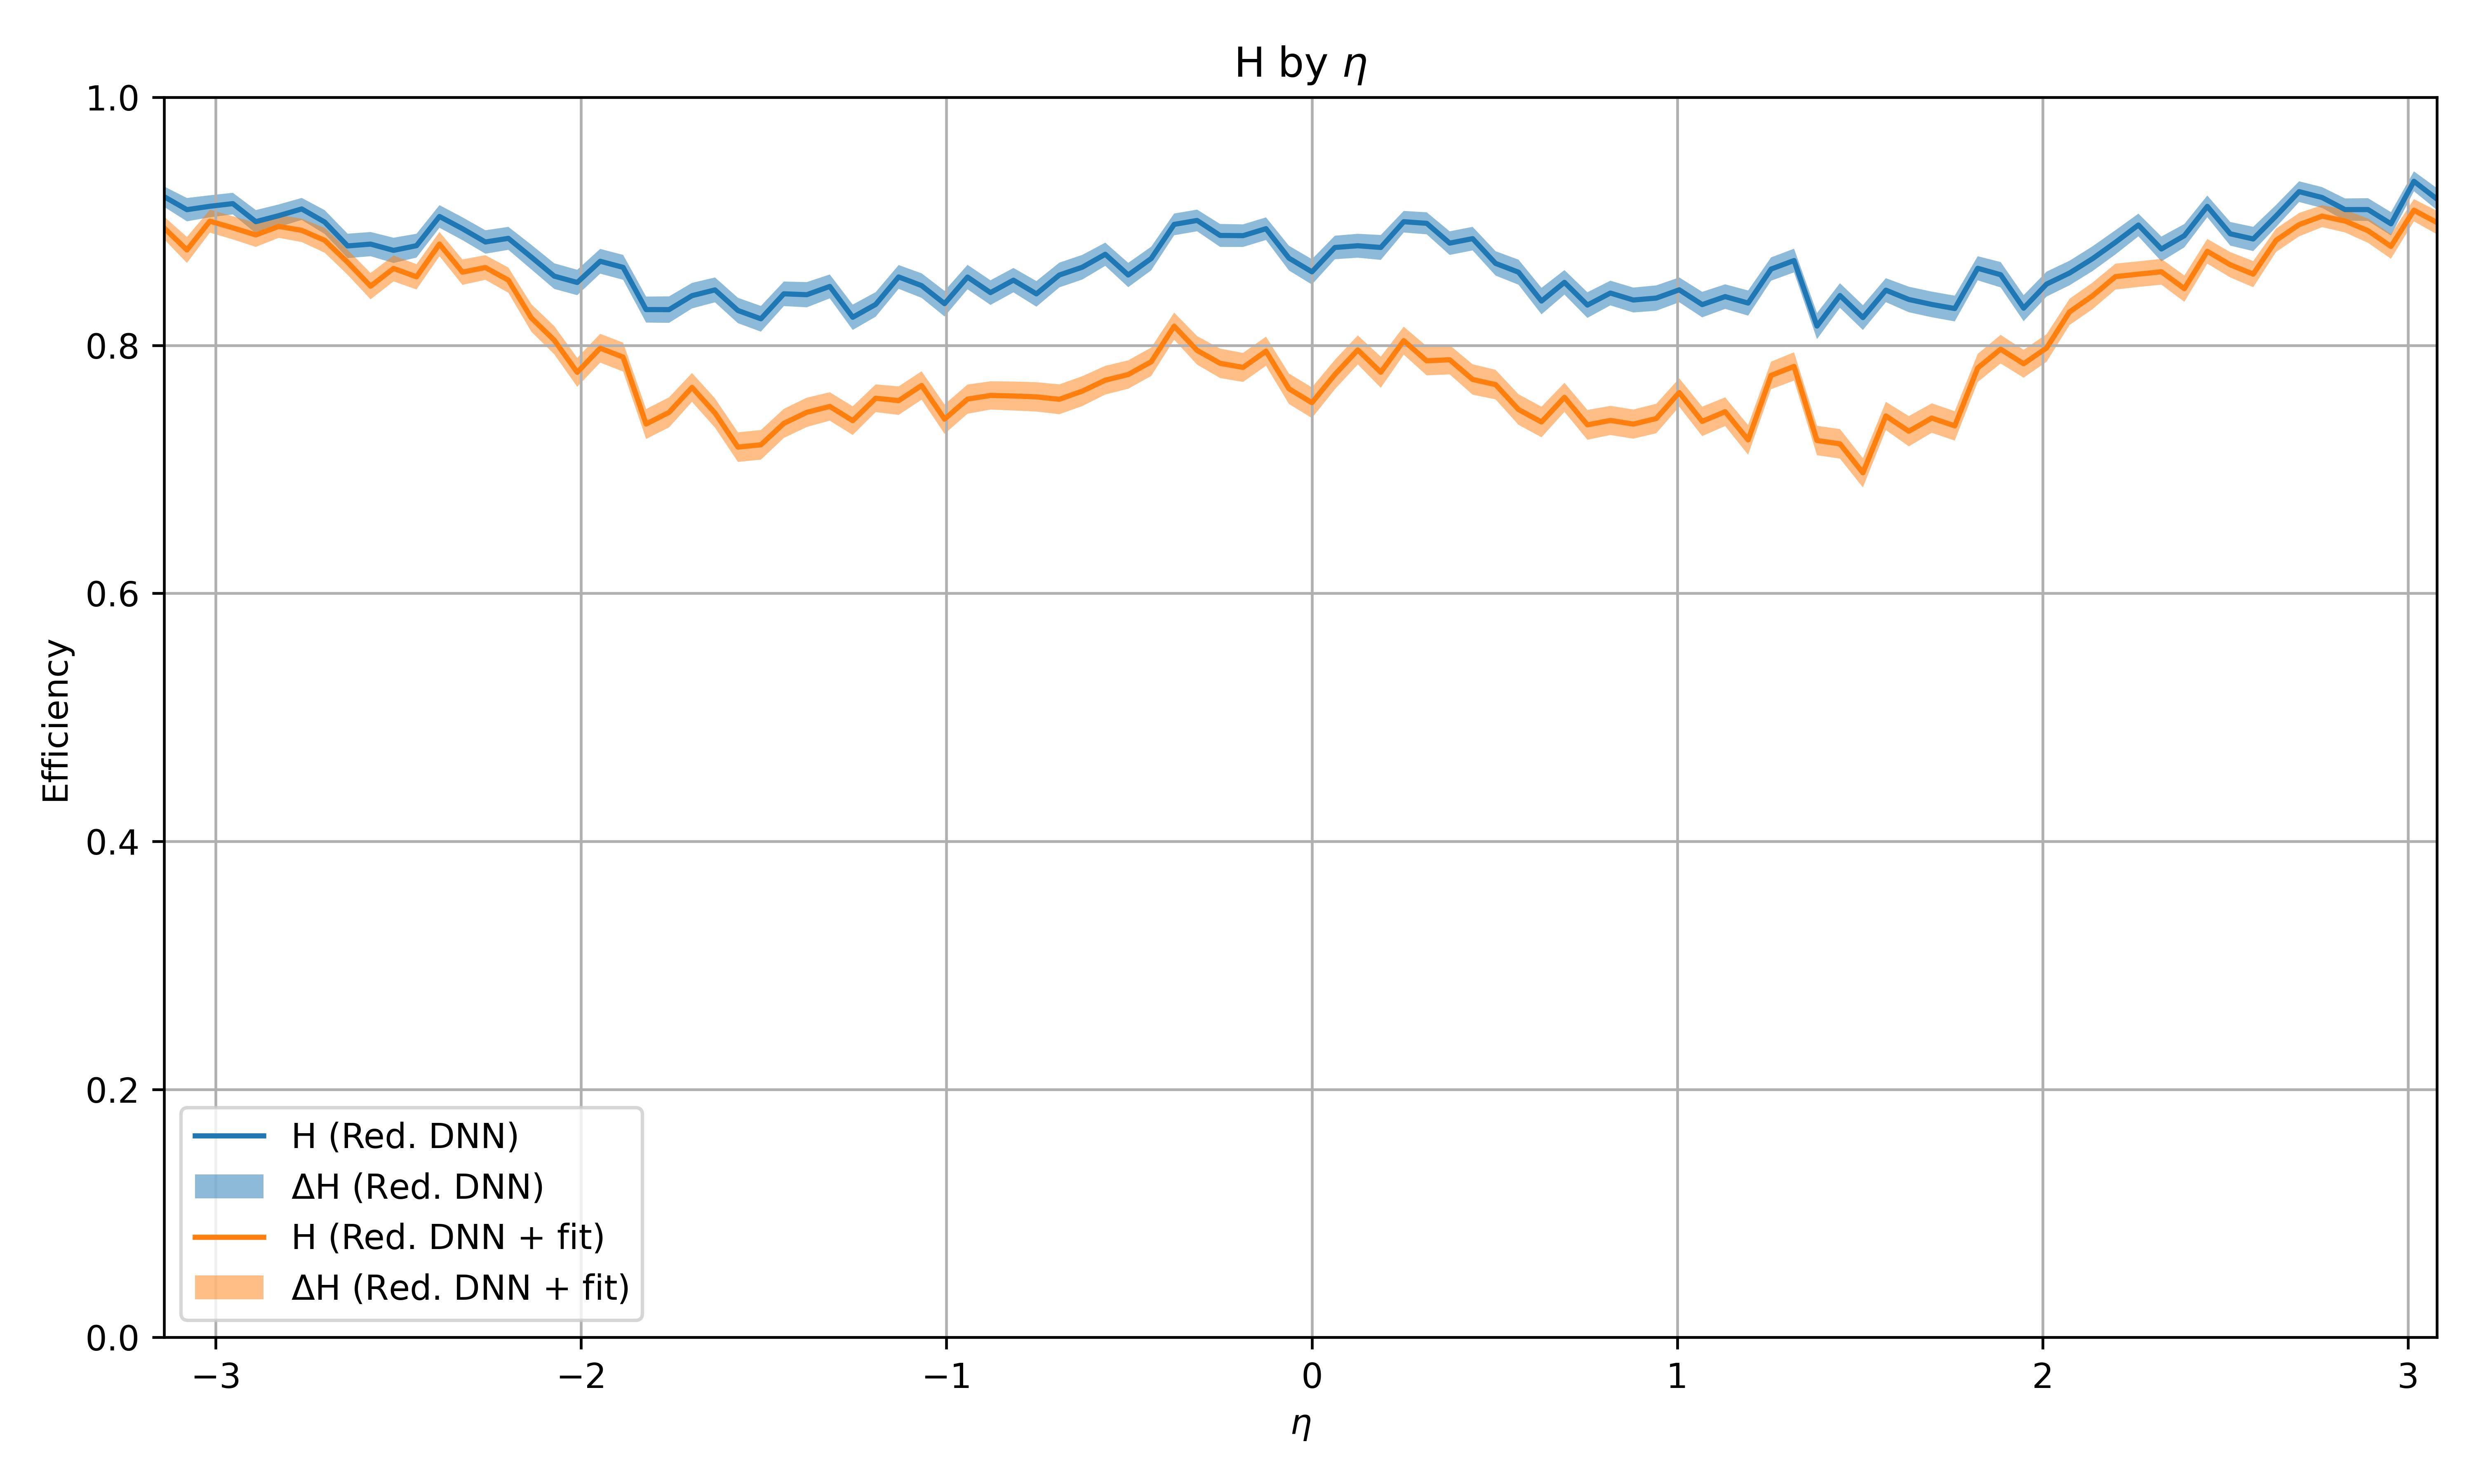 H by η
1.0
0.8
0.6
0.4
0.2
0.0
Efficiency
H (Red. DNN)
ΔH (Red. DNN)
H (Red. DNN + fit)
ΔH (Red. DNN + fit)
−3 −2 −1 0 1 2 3
η